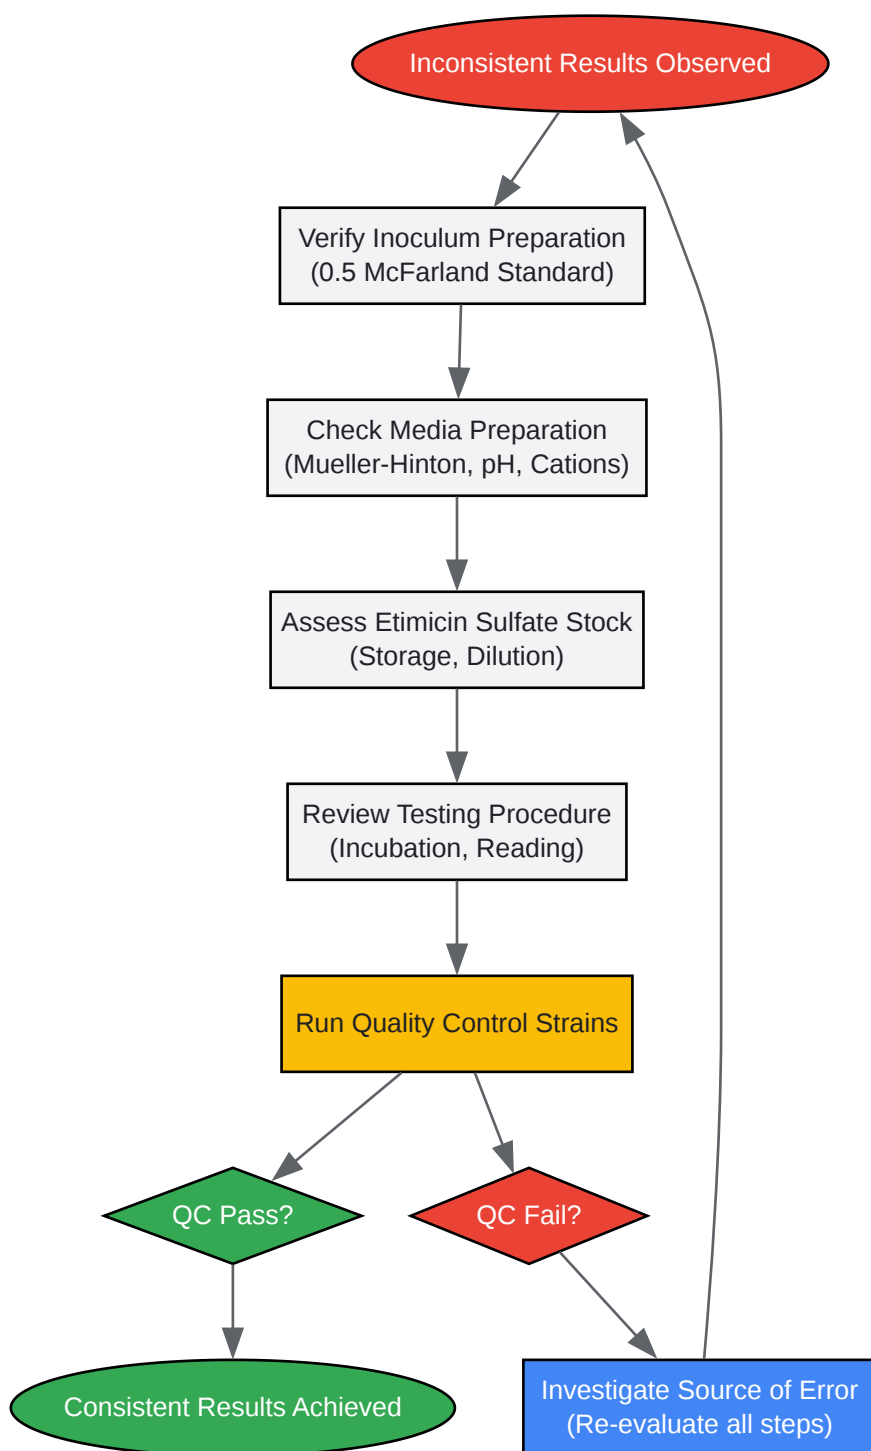 Inconsistent Results Observed
Verify Inoculum Preparation
(0.5 McFarland Standard)
Check Media Preparation
(Mueller-Hinton, pH, Cations)
Assess Etimicin Sulfate Stock
(Storage, Dilution)
Review Testing Procedure
(Incubation, Reading)
Run Quality Control Strains
QC Pass?
QC Fail?
Consistent Results Achieved
Investigate Source of Error
(Re-evaluate all steps)